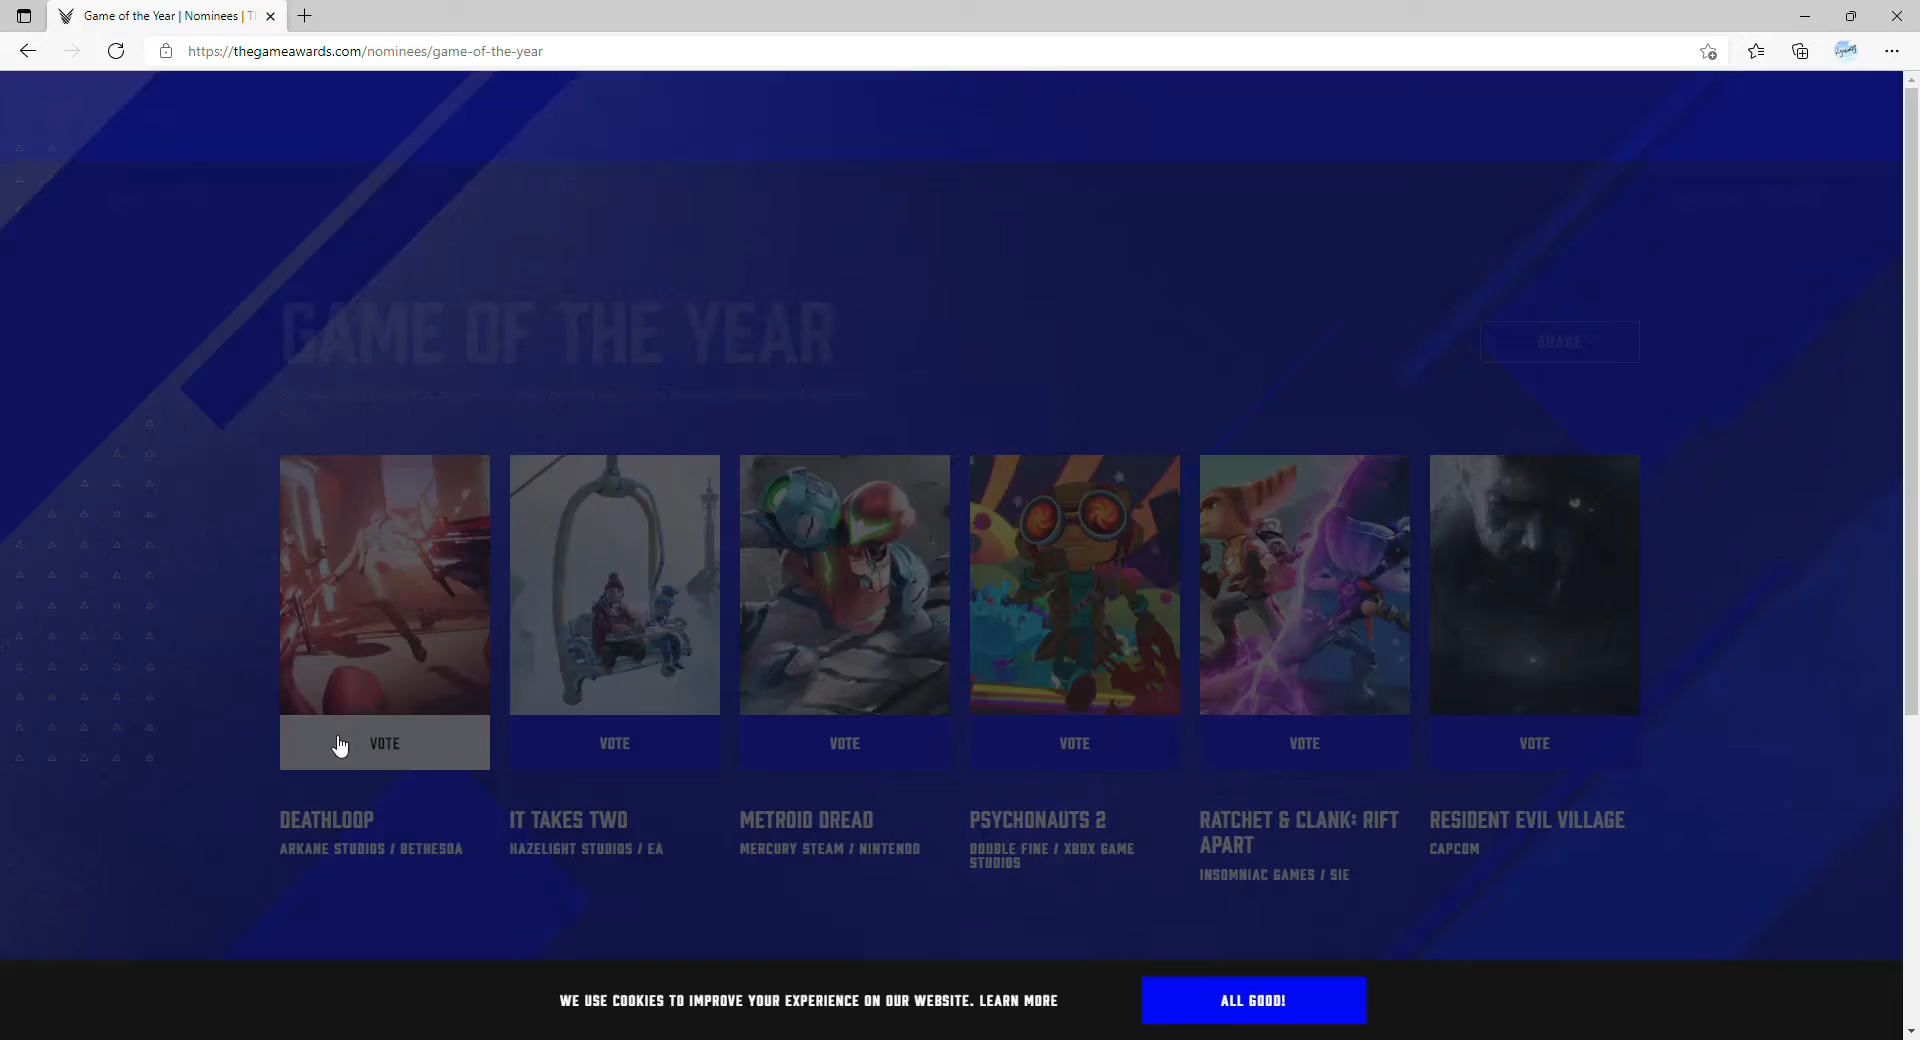 Game of the Year | Nominees | T
https://thegameawards.com/nominees/game-of-the-year
GAME OF THE YEAR
SHARE
VOTE
VOTE
VOTE
VOTE
VOTE
VOTE
DEATHLOOP
ARKANE STUDIOS / BETHESDA
IT TAKES TWO
HAZELIGHT STUDIOS / EA
METROID DREAD
MERCURY STEAM / NINTENDO
PSYCHONAUTS 2
DOUBLE FINE / XBOX GAME
STUDIOS
RATCHET & CLANK: RIFT
APART
INSOMNIAC GAMES / SIE
RESIDENT EVIL VILLAGE
CAPCOM
WE USE COOKIES TO IMPROVE YOUR EXPERIENCE ON OUR WEBSITE. LEARN MORE
ALL GOOD!